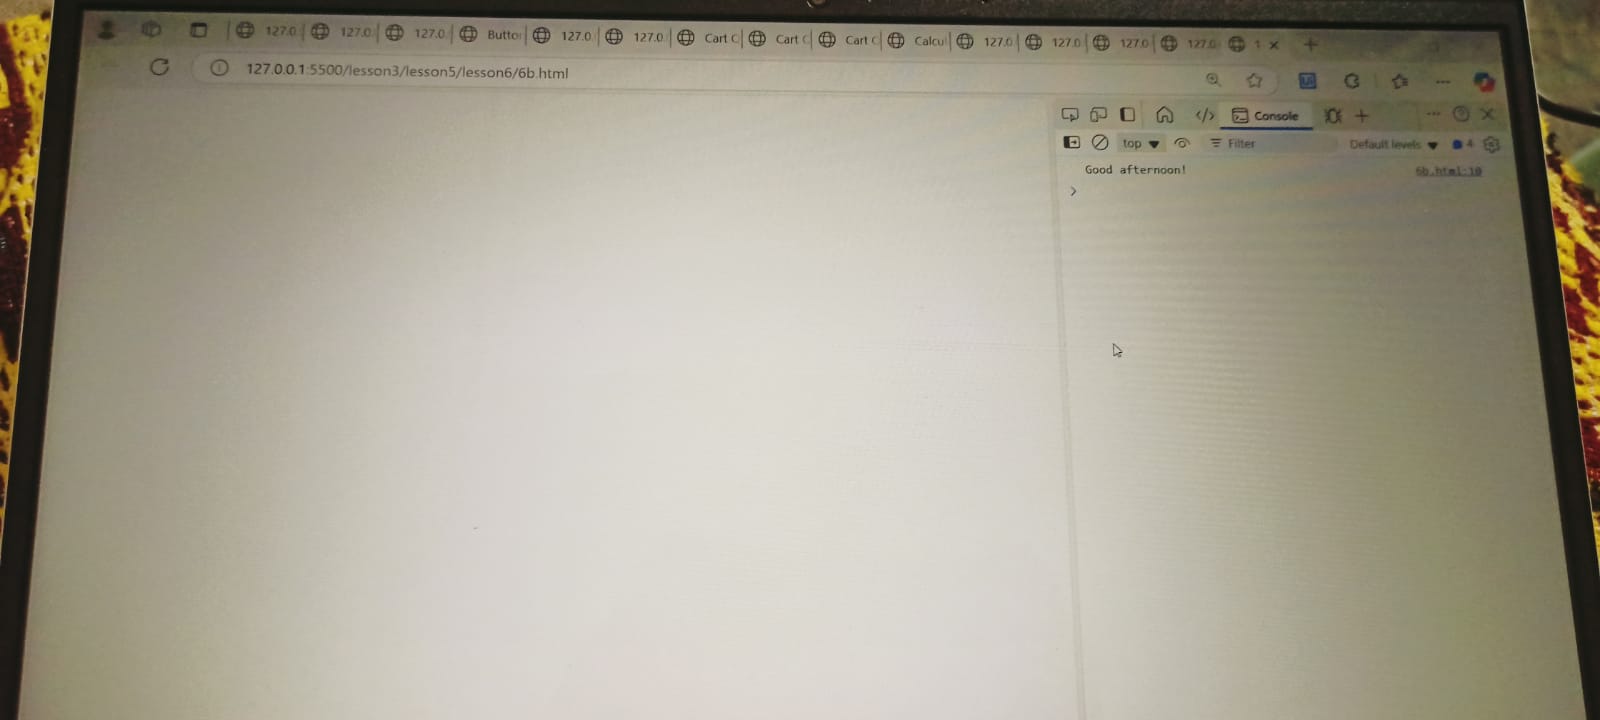 127.0 127.0 127.0 Butto 127.0 127.0 Cart C Cart C Cart C Calcu 127.0 127.0 127.0 127.0 1
127.0.0.1:5500/lesson3/lesson5/lesson6/6b.html
Console
top Filter Default levels 4
Good afternoon! 6b.html:10